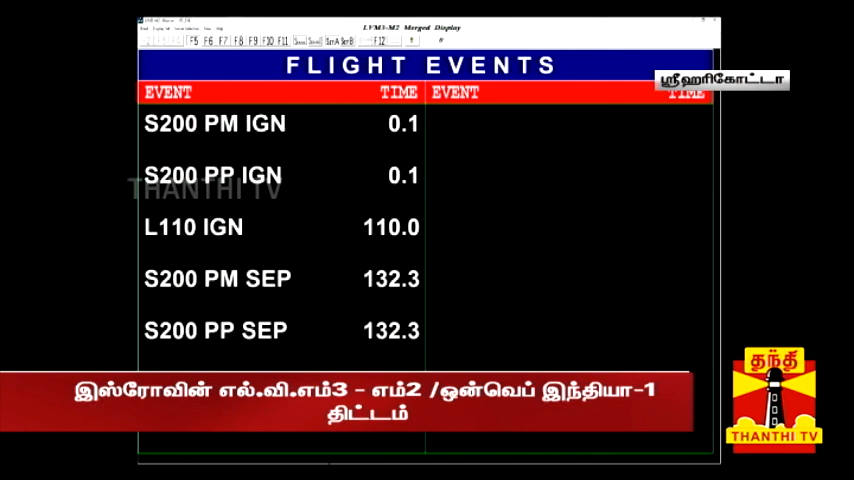 LVM3-M2 Merged Display
F5 F6 F7 F8 F9 F10 F11 F12
FLIGHT EVENTS
ஸ்ரீஹரிகோட்டா
EVENT TIME EVENT TIME
S200 PM IGN 0.1
S200 PP IGN 0.1
THANTHI TV
L110 IGN 110.0
S200 PM SEP 132.3
S200 PP SEP 132.3
இஸ்ரோவின் எல்.வி.எம்3 - எம்2 /ஒன்வெப் இந்தியா-1
திட்டம்
தந்தி
THANTHI TV